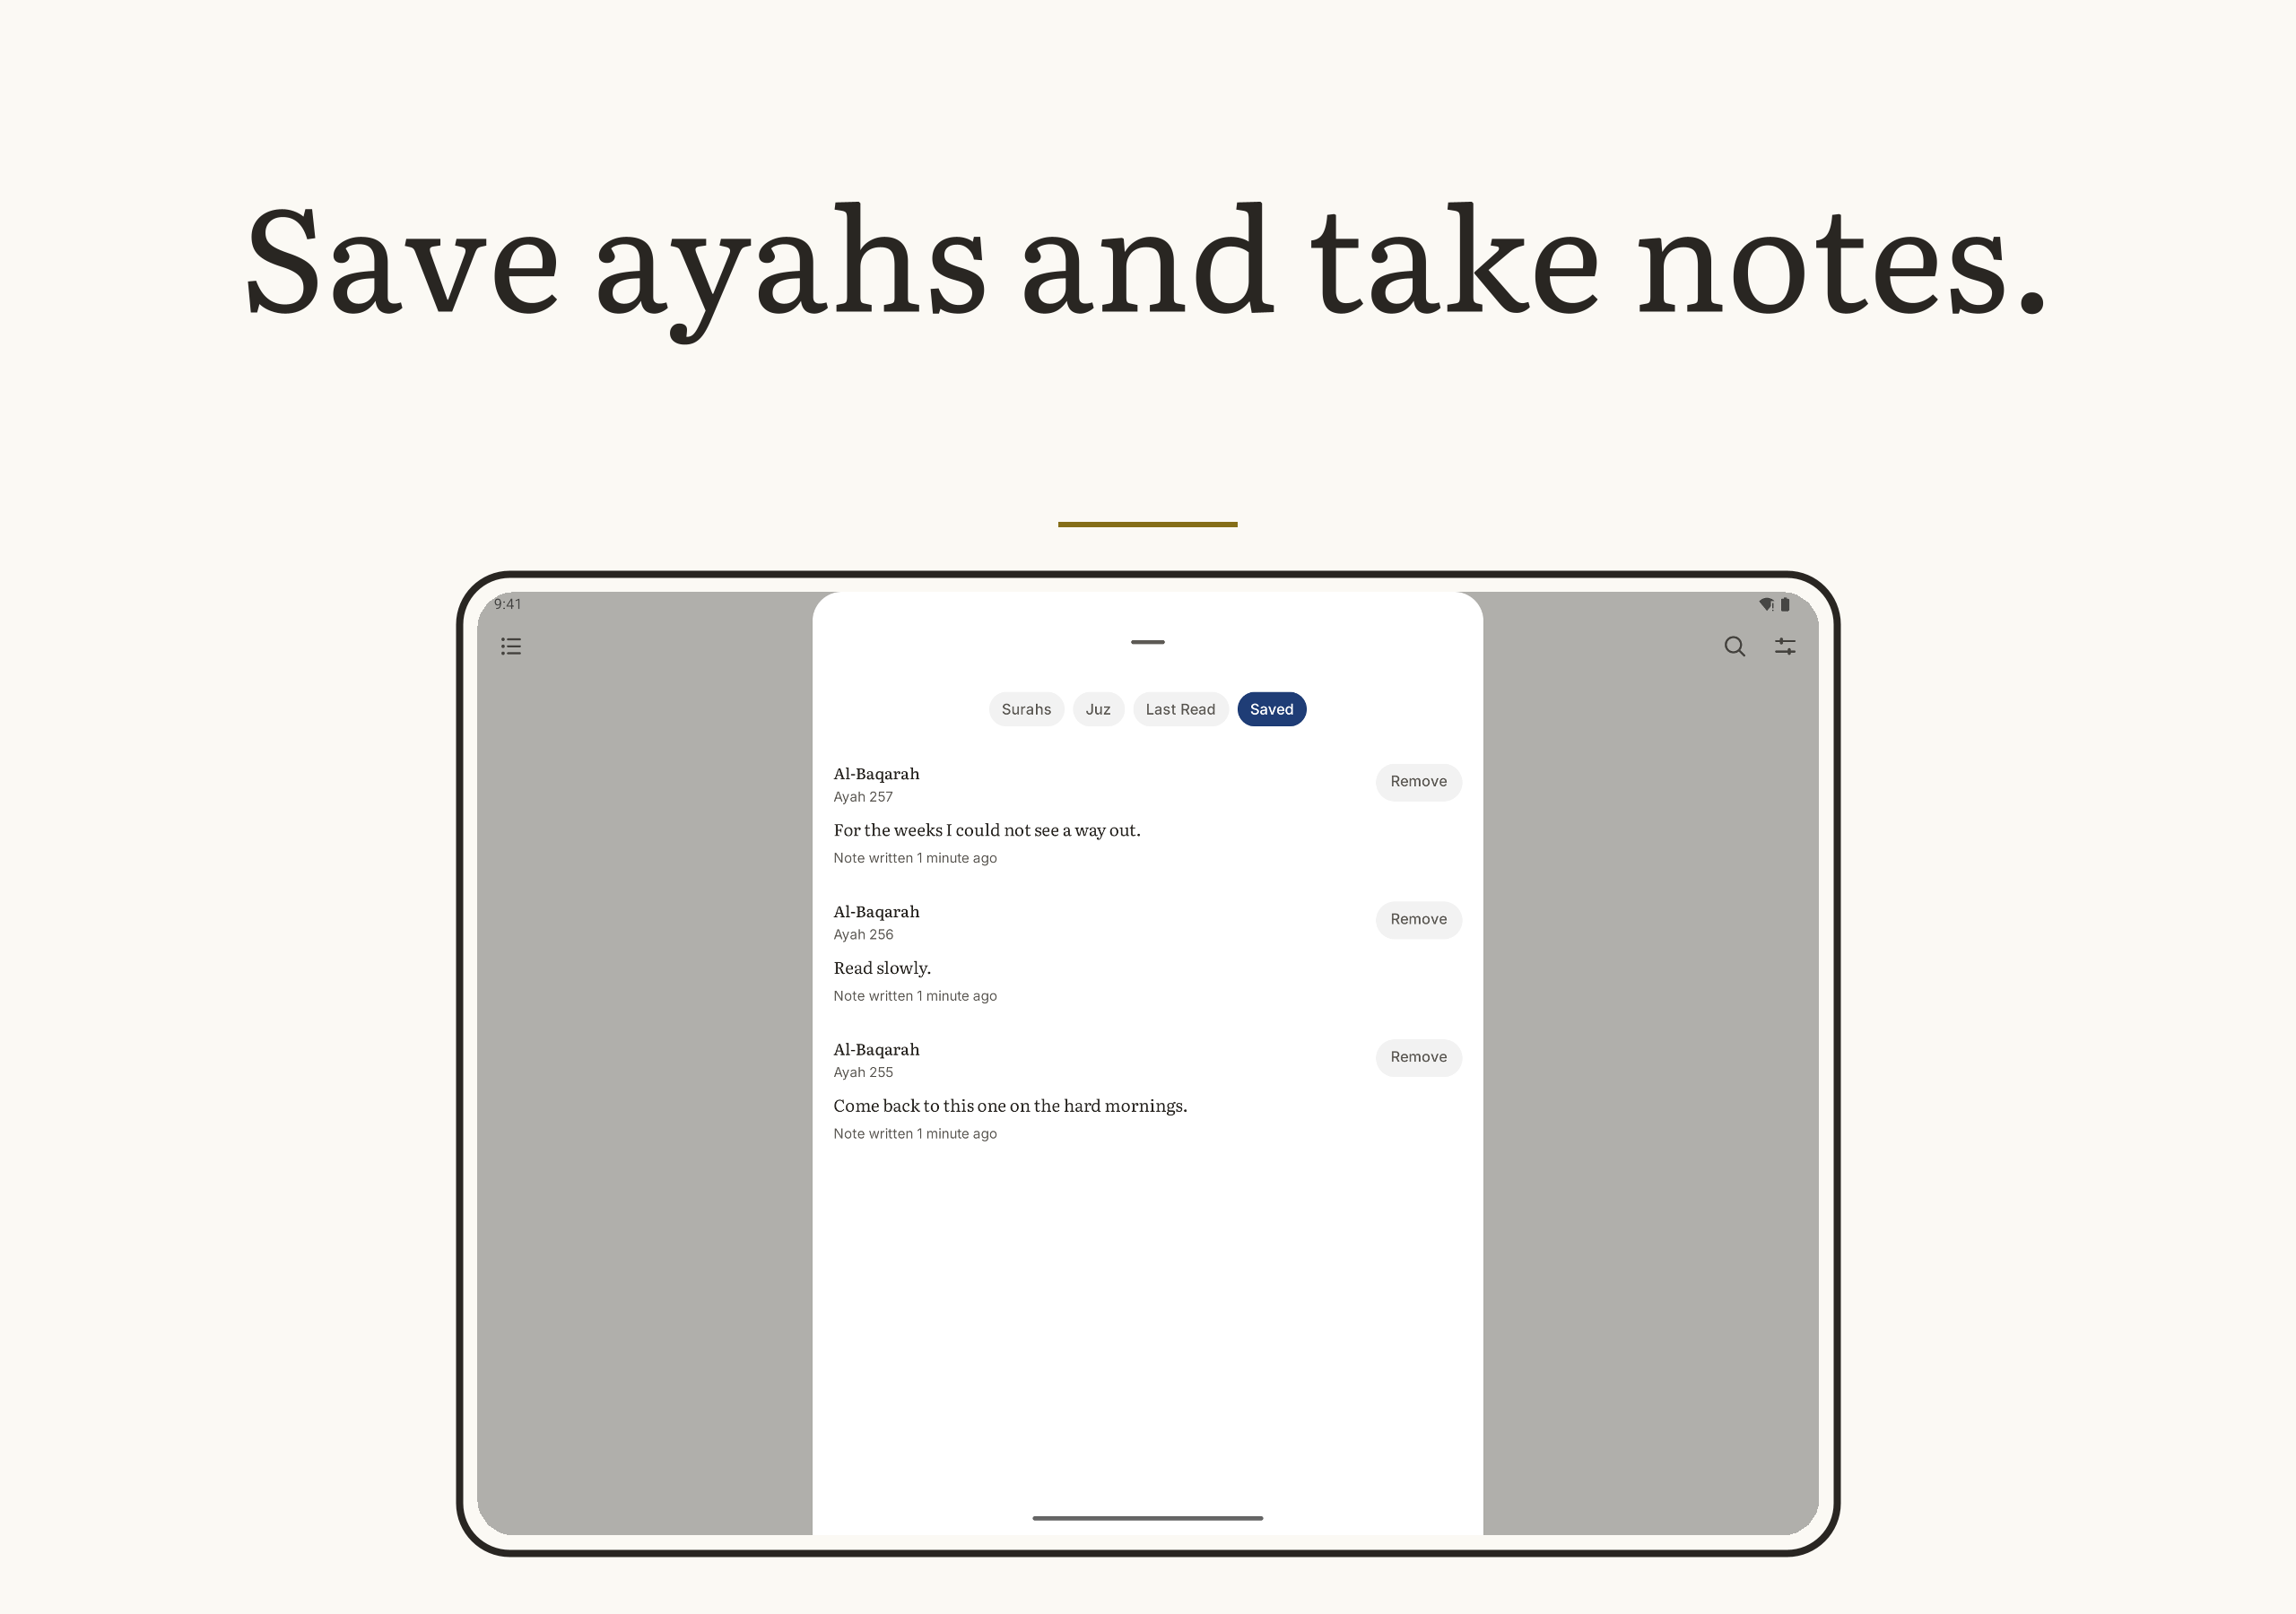 Save ayahs and take notes.
9:41
Surahs Juz Last Read Saved
Al-Baqarah
Ayah 257
Remove
For the weeks I could not see a way out.
Note written 1 minute ago
Al-Baqarah
Ayah 256
Remove
Read slowly.
Note written 1 minute ago
Al-Baqarah
Ayah 255
Remove
Come back to this one on the hard mornings.
Note written 1 minute ago